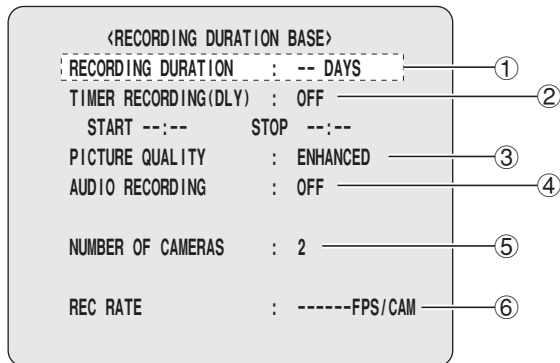 <RECORDING DURATION BASE>
RECORDING DURATION : -- DAYS ①
TIMER RECORDING(DLY) : OFF ②
START --:-- STOP --:--
PICTURE QUALITY : ENHANCED ③
AUDIO RECORDING : OFF ④
NUMBER OF CAMERAS : 2 ⑤
REC RATE : ------FPS/CAM ⑥